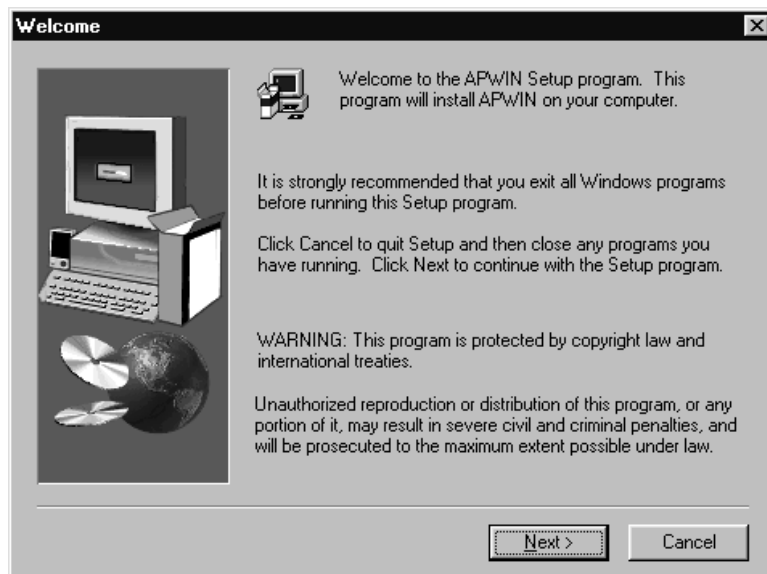 Welcome
Welcome to the APWIN Setup program. This
program will install APWIN on your computer.
It is strongly recommended that you exit all Windows programs
before running this Setup program.
Click Cancel to quit Setup and then close any programs you
have running. Click Next to continue with the Setup program.
WARNING: This program is protected by copyright law and
international treaties.
Unauthorized reproduction or distribution of this program, or any
portion of it, may result in severe civil and criminal penalties, and
will be prosecuted to the maximum extent possible under law.
Next >
Cancel